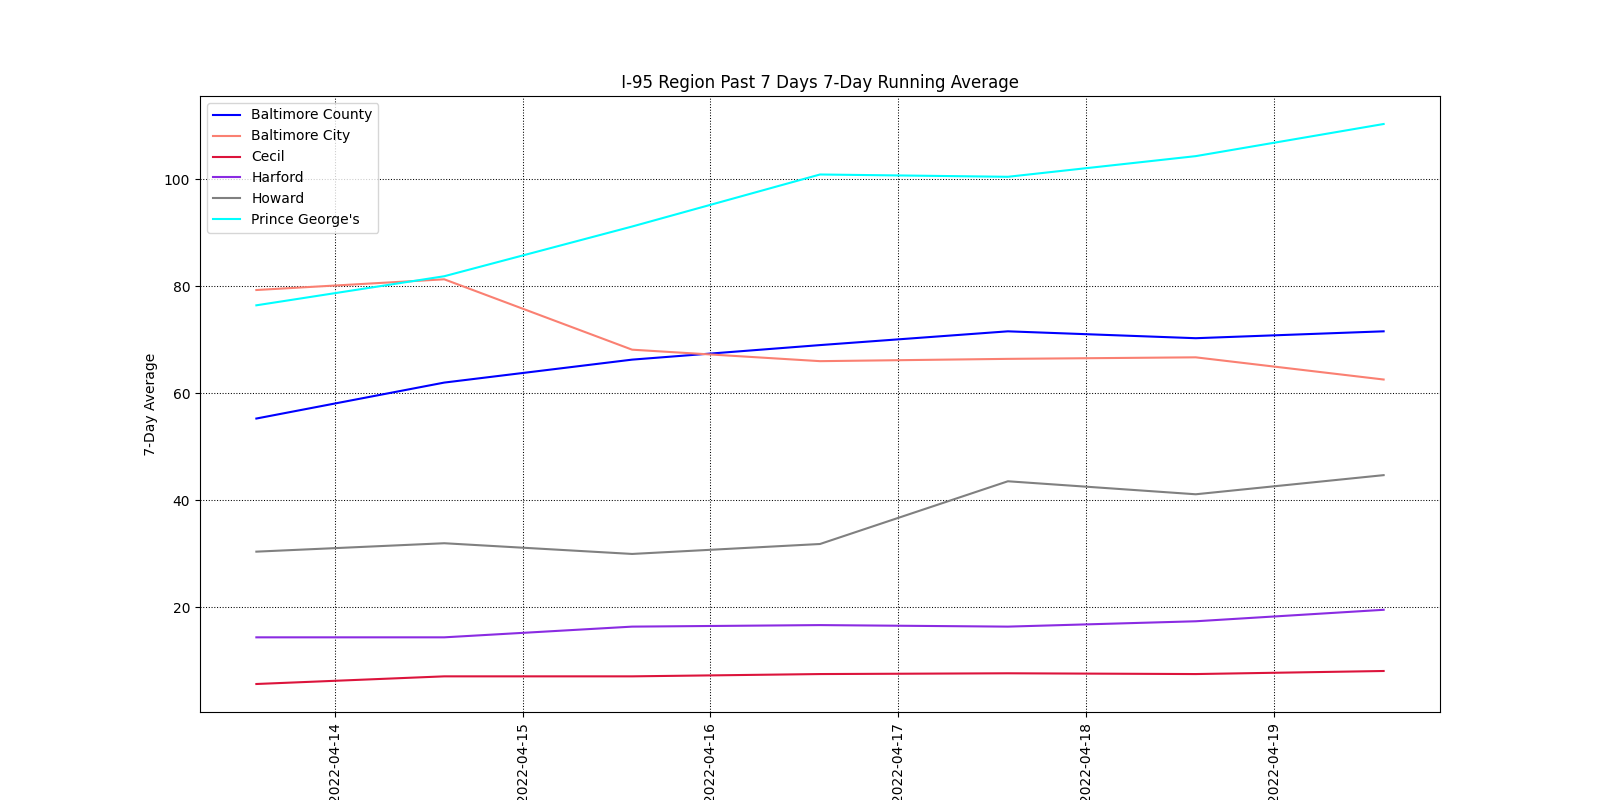 I-95 Region Past 7 Days 7-Day Running Average
Baltimore County
Baltimore City
Cecil
Harford
Howard
Prince George's
7-Day Average
100
80
60
40
20
2022-04-14
2022-04-15
2022-04-16
2022-04-17
2022-04-18
2022-04-19